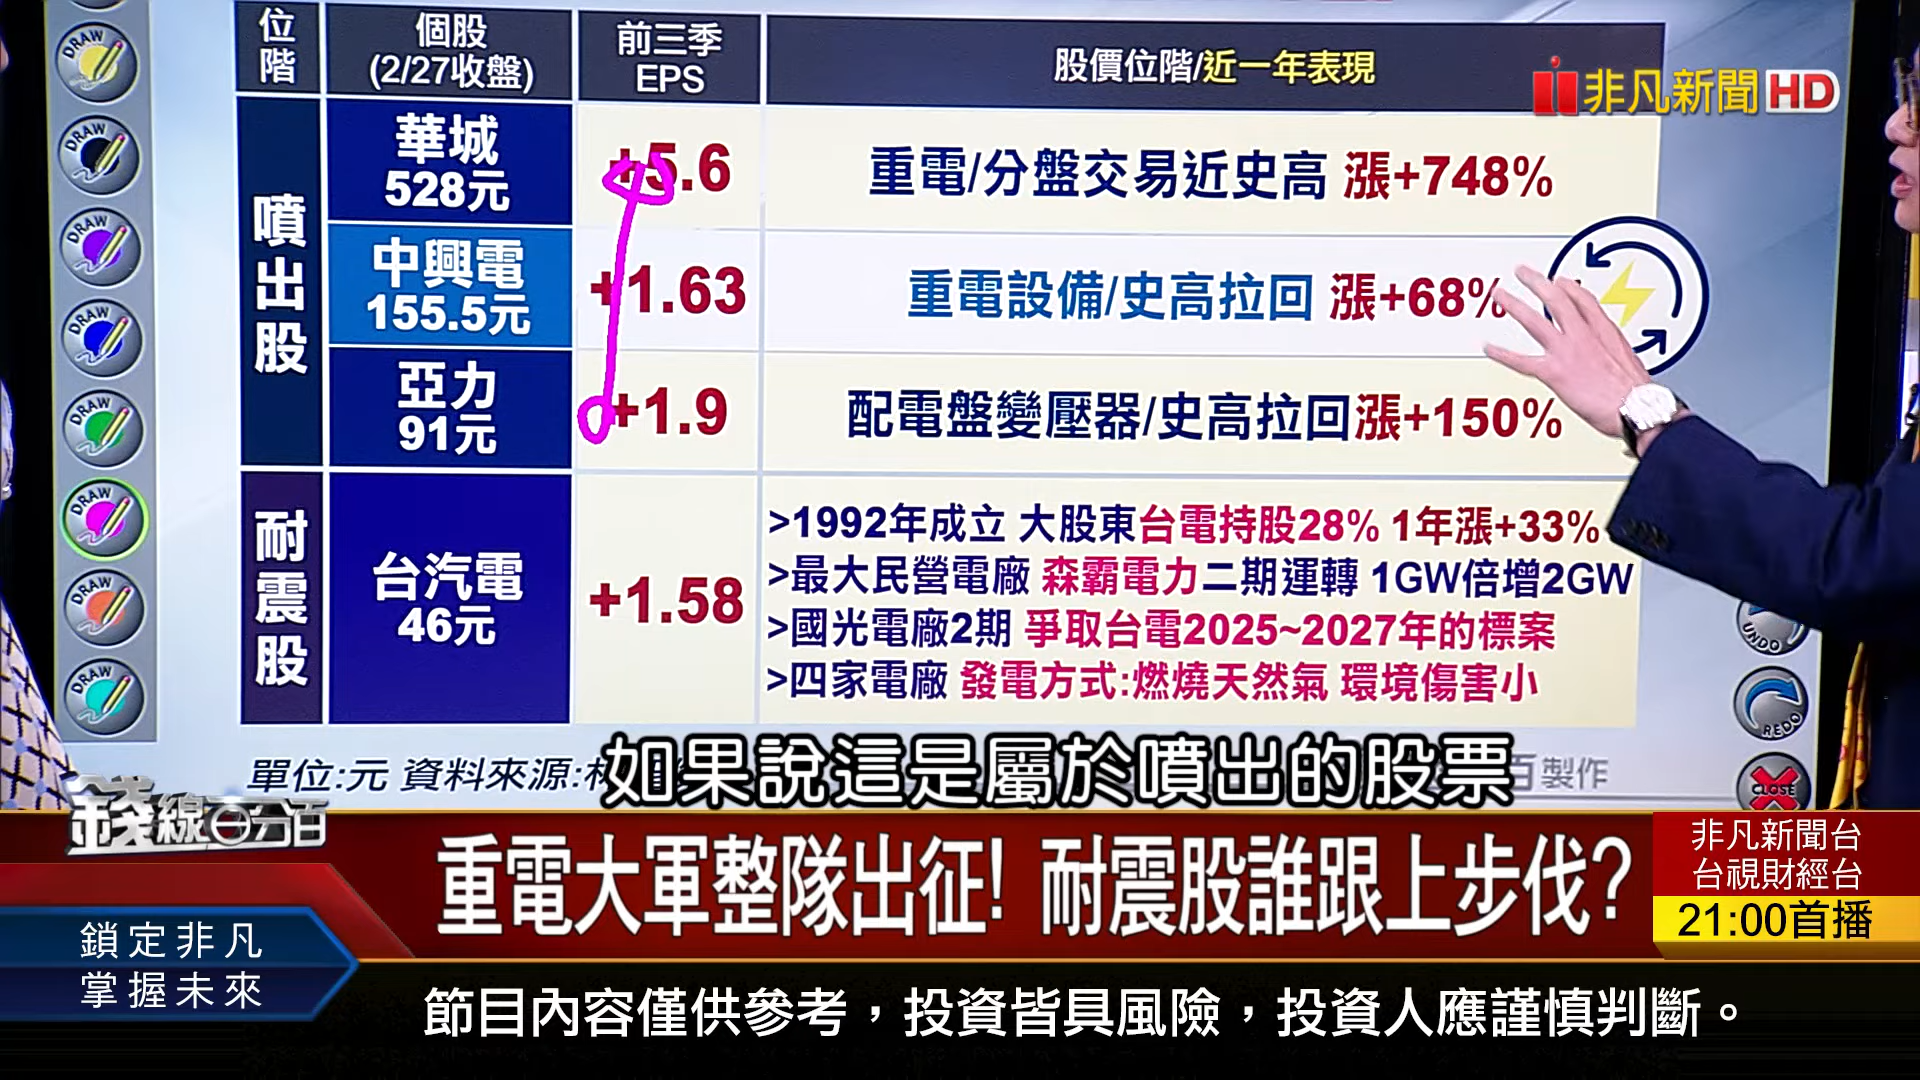 位階
個股
(2/27收盤)
前三季
EPS
股價位階/近一年表現
非凡新聞HD
噴出股
華城
528元
+5.6
重電/分盤交易近史高 漲+748%
中興電
155.5元
+1.63
重電設備/史高拉回 漲+68%
亞力
91元
+1.9
配電盤變壓器/史高拉回漲+150%
耐震股
台汽電
46元
+1.58
>1992年成立 大股東台電持股28% 1年漲+33%
>最大民營電廠 森霸電力二期運轉 1GW倍增2GW
>國光電廠2期 爭取台電2025~2027年的標案
>四家電廠 發電方式:燃燒天然氣 環境傷害小
DRAW
DRAW
DRAW
DRAW
DRAW
DRAW
DRAW
DRAW
UNDO
REDO
CLOSE
單位:元 資料來源:
百製作
如果說這是屬於噴出的股票
錢線百分百
重電大軍整隊出征! 耐震股誰跟上步伐?
非凡新聞台
台視財經台
21:00首播
鎖定非凡
掌握未來
節目內容僅供參考，投資皆具風險，投資人應謹慎判斷。